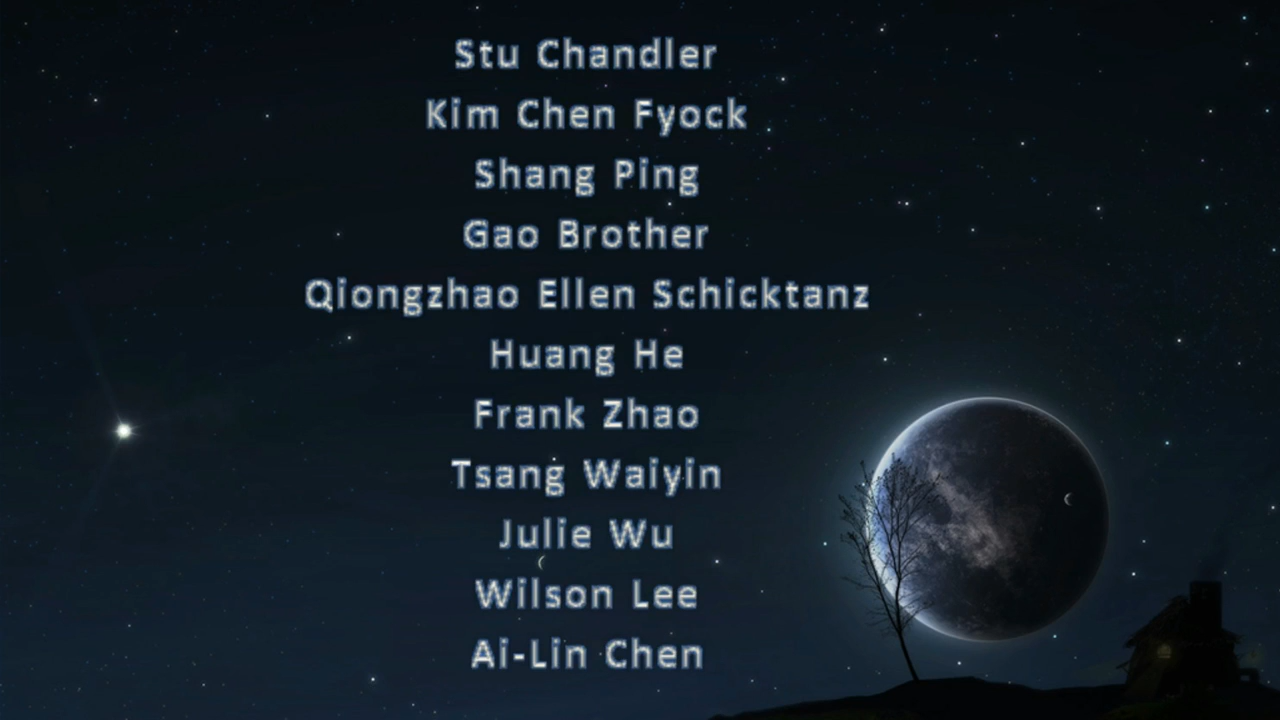 Stu Chandler
Kim Chen Fyock
Shang Ping
Gao Brother
Qiongzhao Ellen Schicktanz
Huang He
Frank Zhao
Tsang Waiyin
Julie Wu
Wilson Lee
Ai-Lin Chen